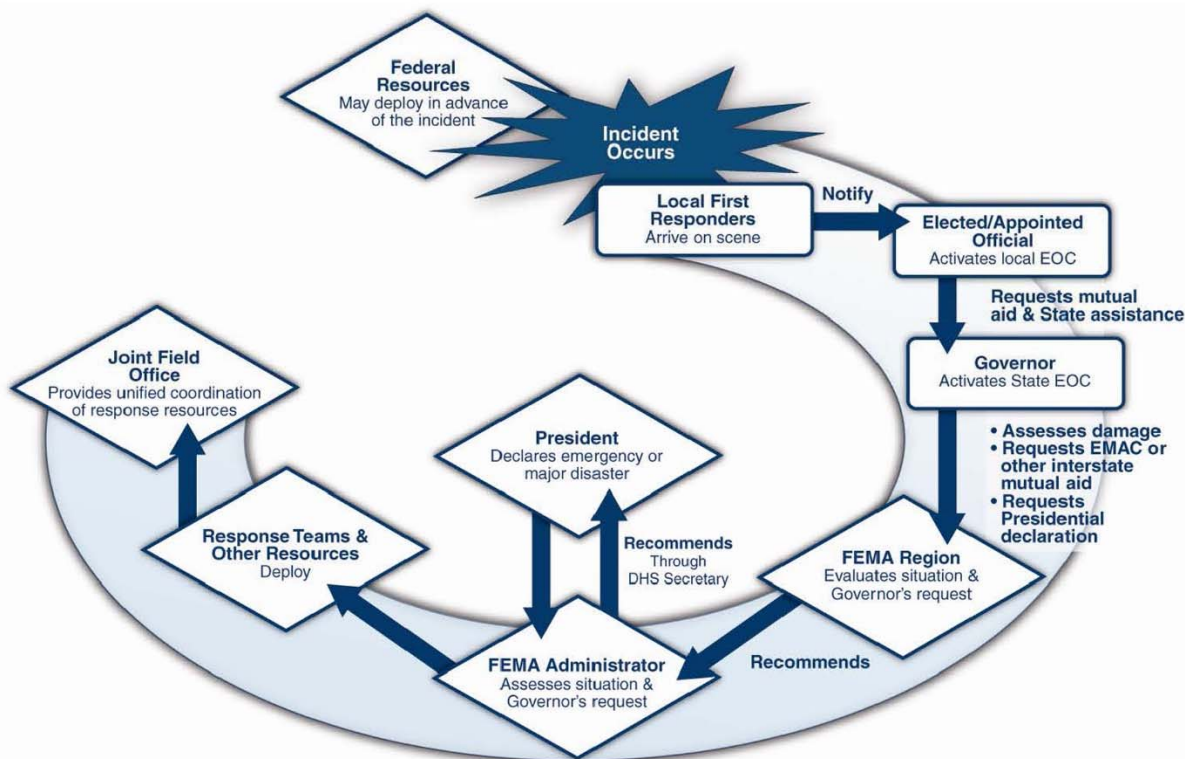 Federal
Resources
May deploy in advance
of the incident
Incident
Occurs
Local First
Responders
Arrive on scene
Notify
Elected/Appointed
Official
Activates local EOC
Requests mutual
aid & State assistance
Governor
Activates State EOC
• Assesses damage
• Requests EMAC or
other interstate
mutual aid
• Requests
Presidential
declaration
FEMA Region
Evaluates situation &
Governor's request
Recommends
FEMA Administrator
Assesses situation &
Governor's request
Recommends
Through
DHS Secretary
President
Declares emergency or
major disaster
Response Teams &
Other Resources
Deploy
Joint Field
Office
Provides unified coordination
of response resources